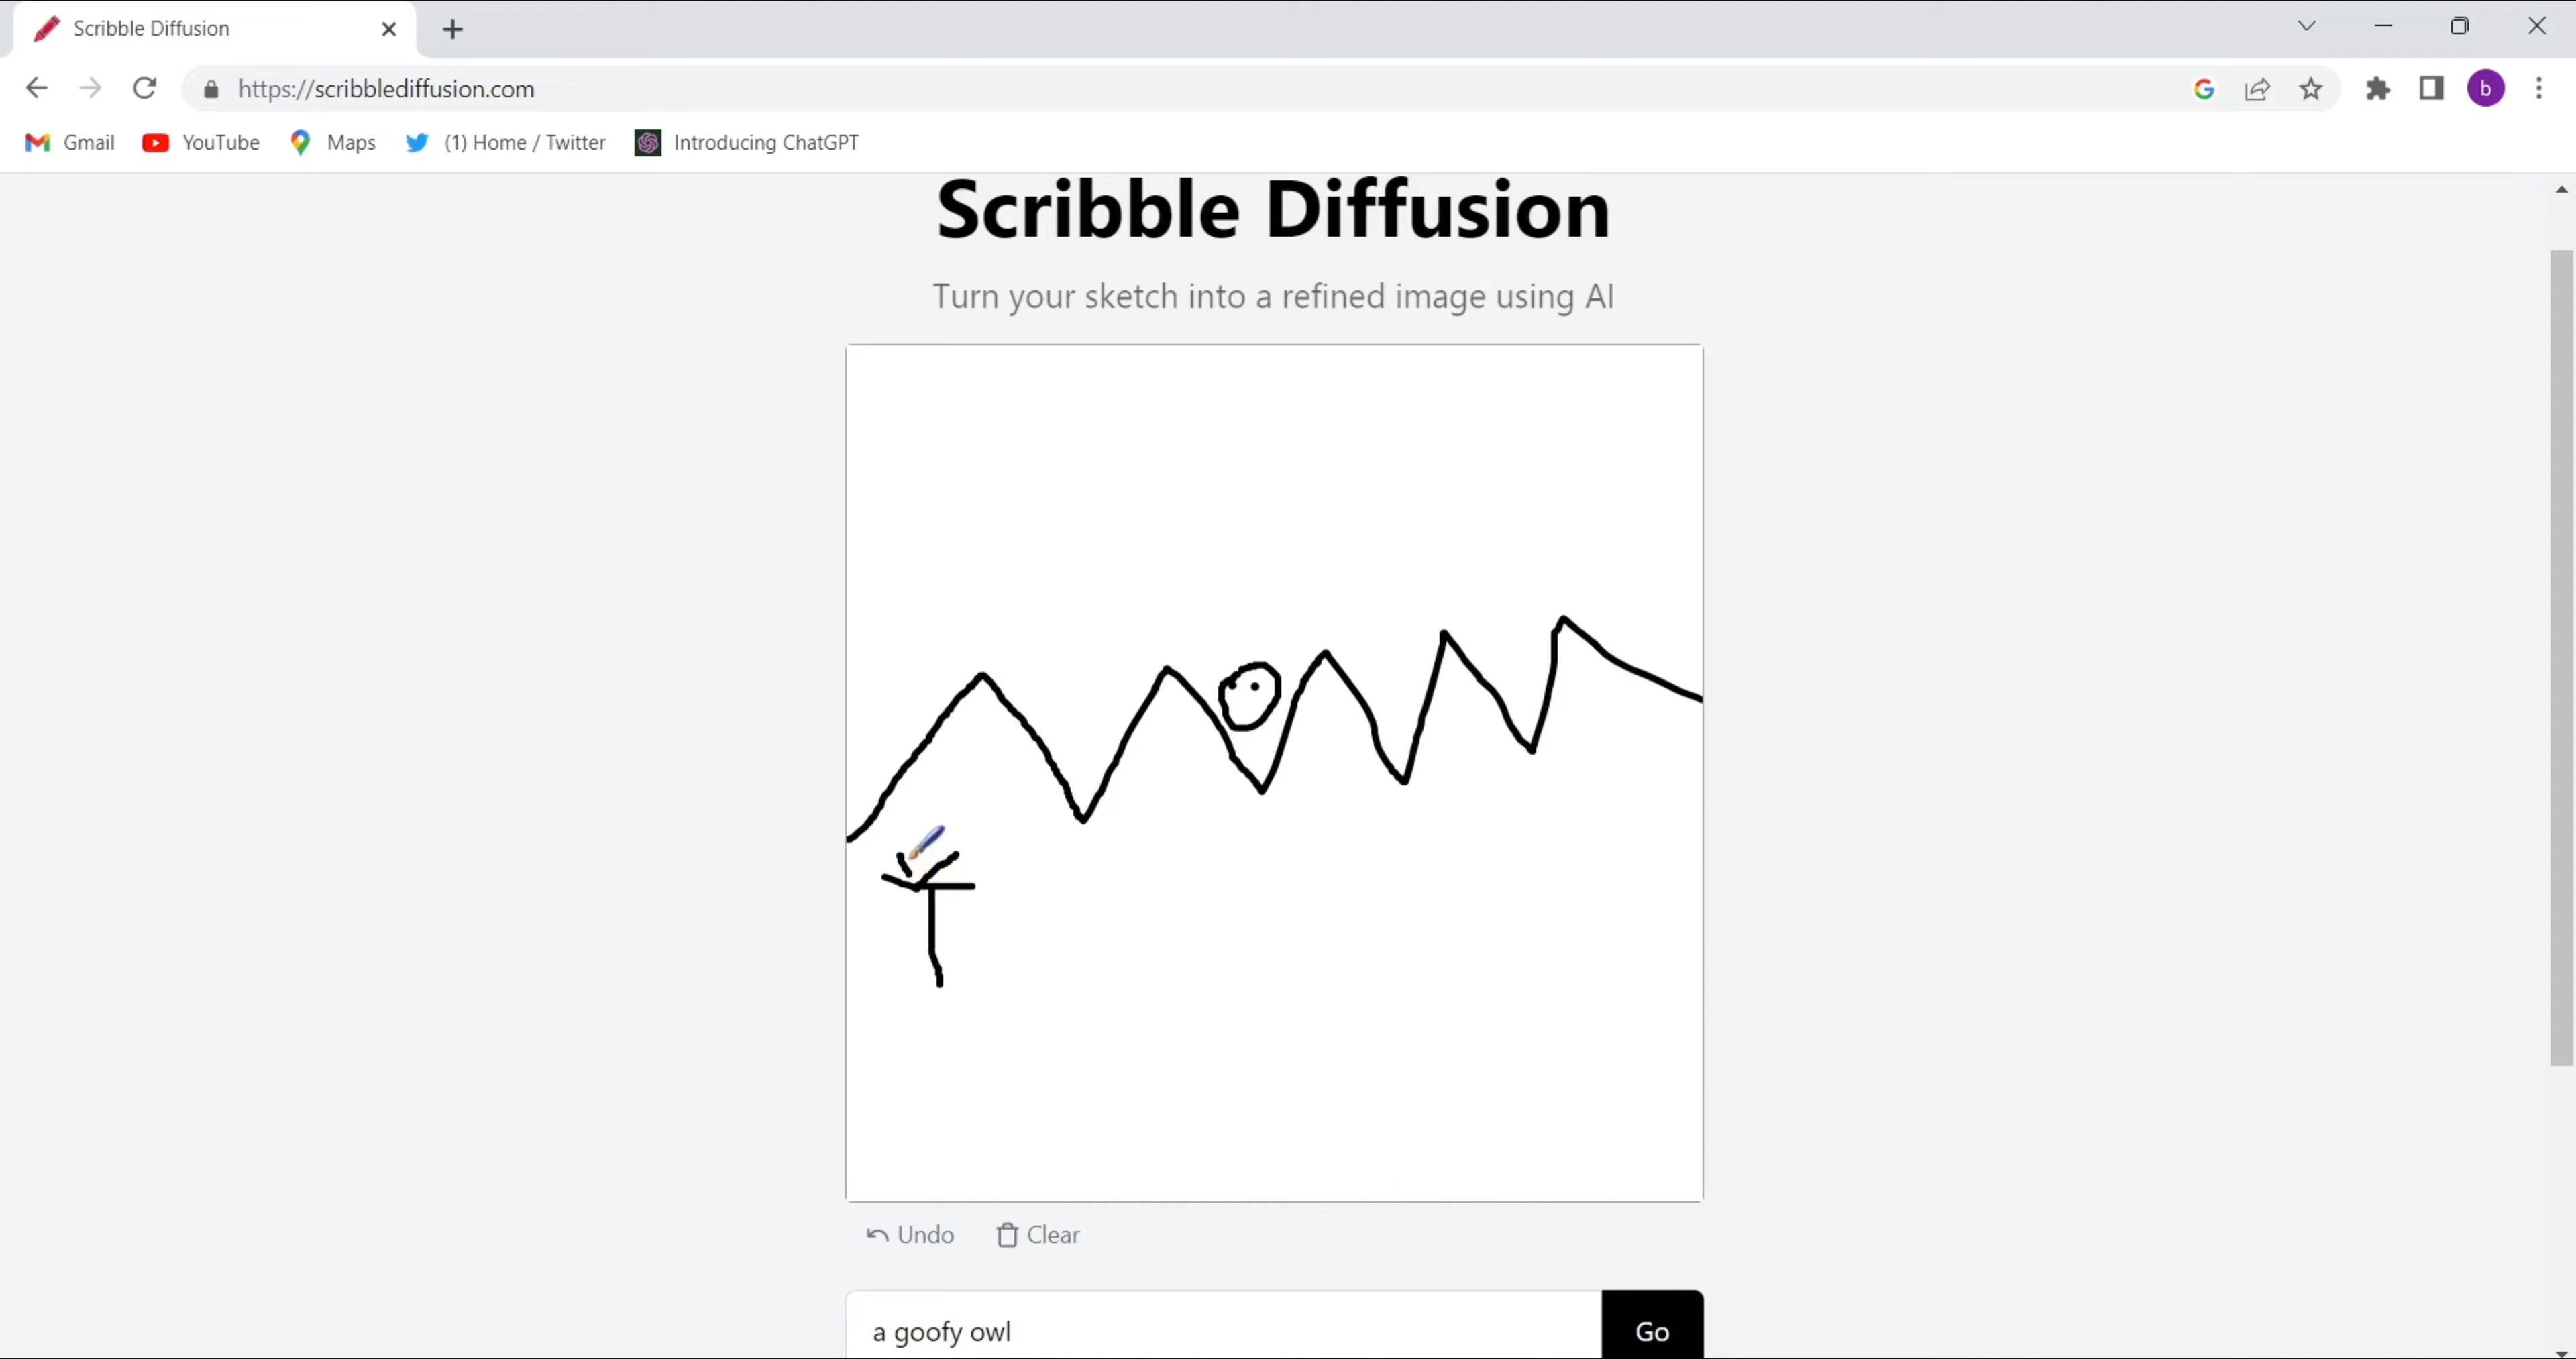 Scribble Diffusion
https://scribblediffusion.com
b
Gmail YouTube Maps (1) Home / Twitter Introducing ChatGPT
Scribble Diffusion
Turn your sketch into a refined image using AI
Undo Clear
a goofy owl Go